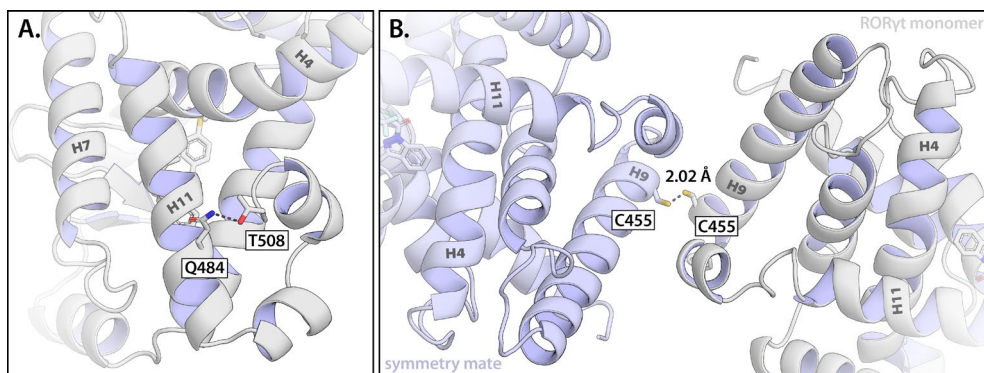 A.
H4
H7
H11
T508
Q484
B.
RORγt monomer
H11
H4
H9
2.02 Å
H9
C455
C455
H4
H11
symmetry mate